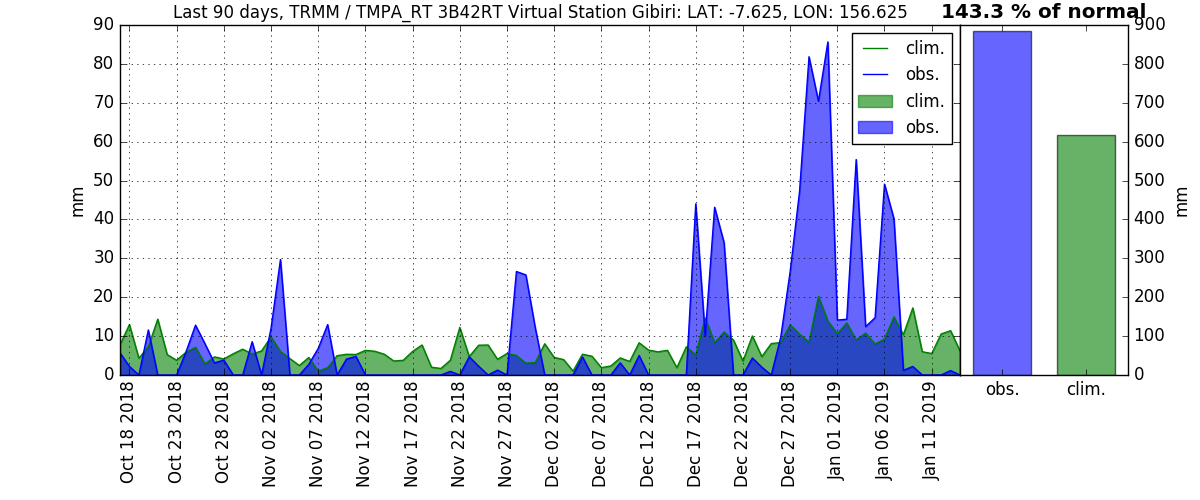 Last 90 days, TRMM / TMPA_RT 3B42RT Virtual Station Gibiri: LAT: -7.625, LON: 156.625
143.3 % of normal
90
80
70
60
50
40
30
20
10
0
mm
clim.
obs.
clim.
obs.
900
800
700
600
500
400
300
200
100
0
mm
Oct 18 2018
Oct 23 2018
Oct 28 2018
Nov 02 2018
Nov 07 2018
Nov 12 2018
Nov 17 2018
Nov 22 2018
Nov 27 2018
Dec 02 2018
Dec 07 2018
Dec 12 2018
Dec 17 2018
Dec 22 2018
Dec 27 2018
Jan 01 2019
Jan 06 2019
Jan 11 2019
obs.
clim.